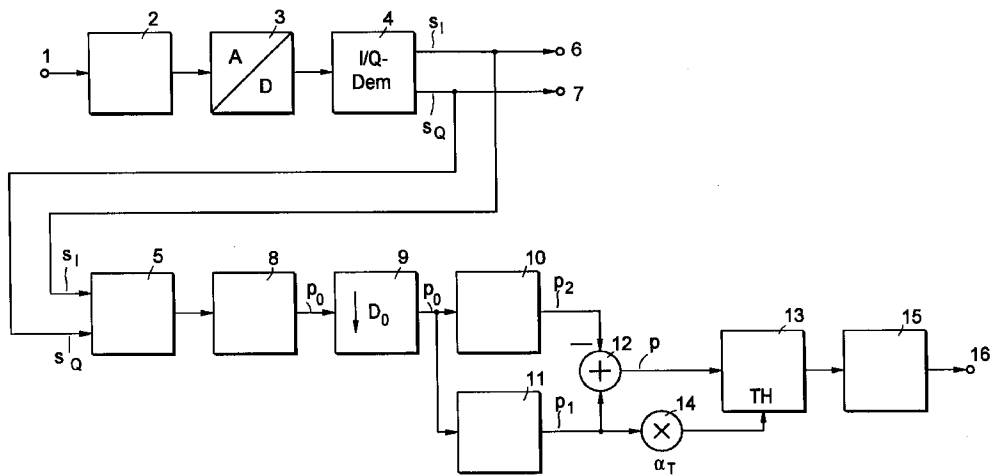 1
2
3
A
D
4
I/Q-
Dem
s_I
s_Q
6
7
s_I
s_Q
5
8
p_0
9
D_0
p_0
10
p_2
−
12
+
p
11
p_1
14
×
α_T
13
TH
15
16